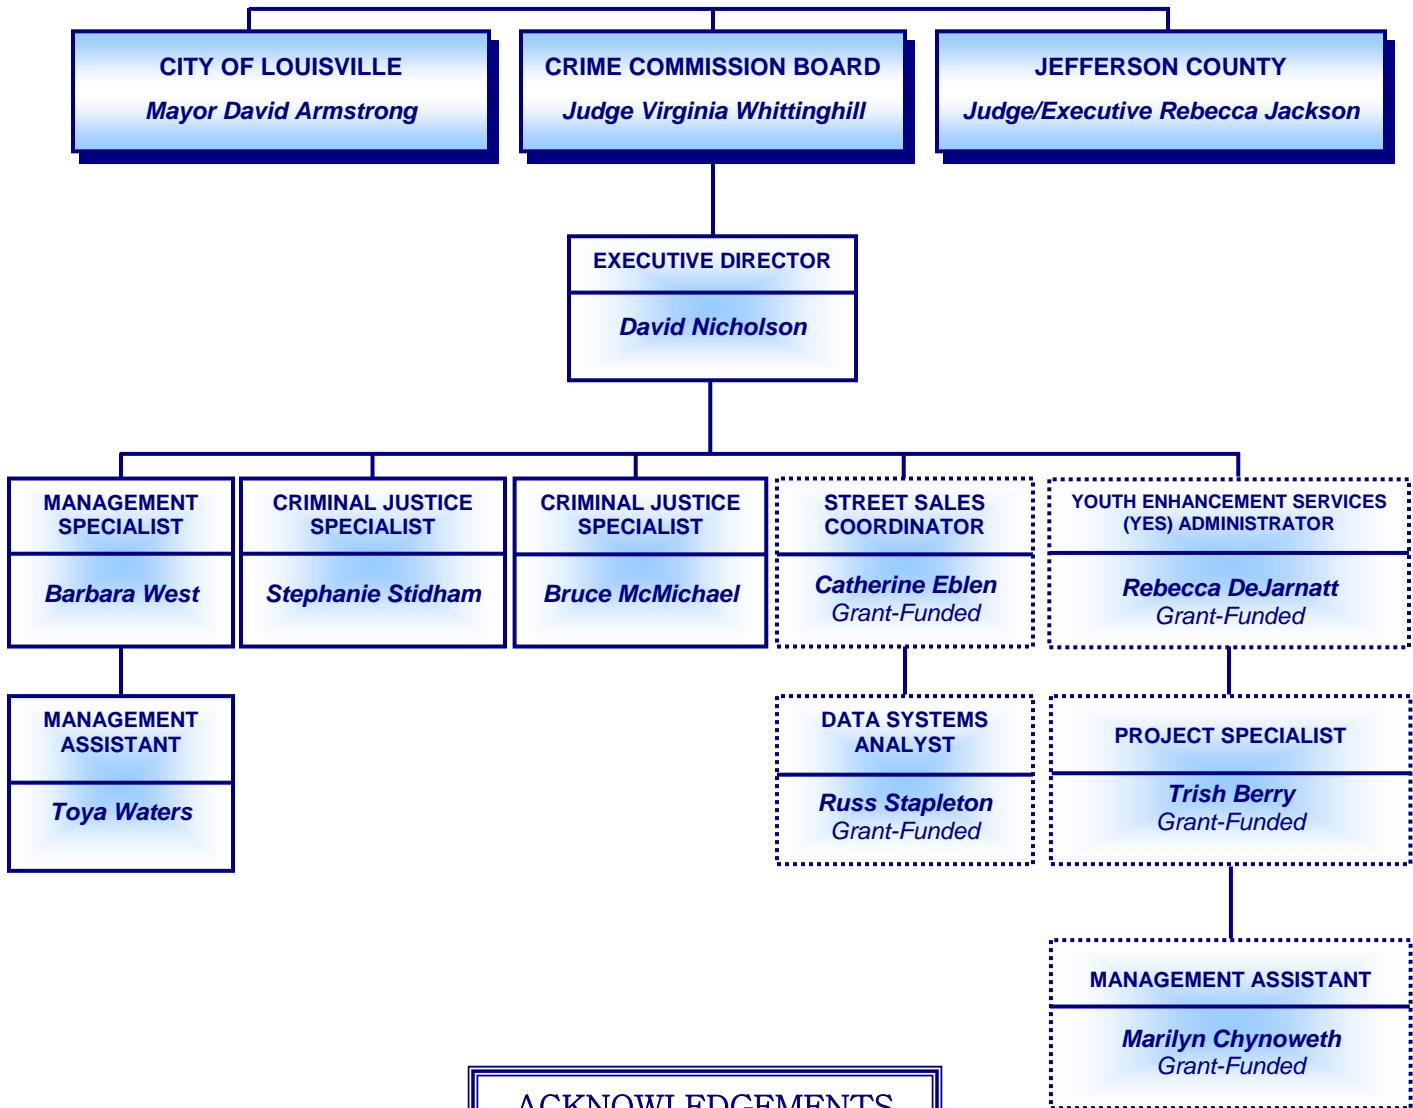 CITY OF LOUISVILLE
Mayor David Armstrong
CRIME COMMISSION BOARD
Judge Virginia Whittinghill
JEFFERSON COUNTY
Judge/Executive Rebecca Jackson
EXECUTIVE DIRECTOR
David Nicholson
MANAGEMENT
SPECIALIST
Barbara West
CRIMINAL JUSTICE
SPECIALIST
Stephanie Stidham
CRIMINAL JUSTICE
SPECIALIST
Bruce McMichael
STREET SALES
COORDINATOR
Catherine Eblen
Grant-Funded
YOUTH ENHANCEMENT SERVICES
(YES) ADMINISTRATOR
Rebecca DeJarnatt
Grant-Funded
MANAGEMENT
ASSISTANT
Toya Waters
DATA SYSTEMS
ANALYST
Russ Stapleton
Grant-Funded
PROJECT SPECIALIST
Trish Berry
Grant-Funded
MANAGEMENT ASSISTANT
Marilyn Chynoweth
Grant-Funded
ACKNOWLEDGEMENTS